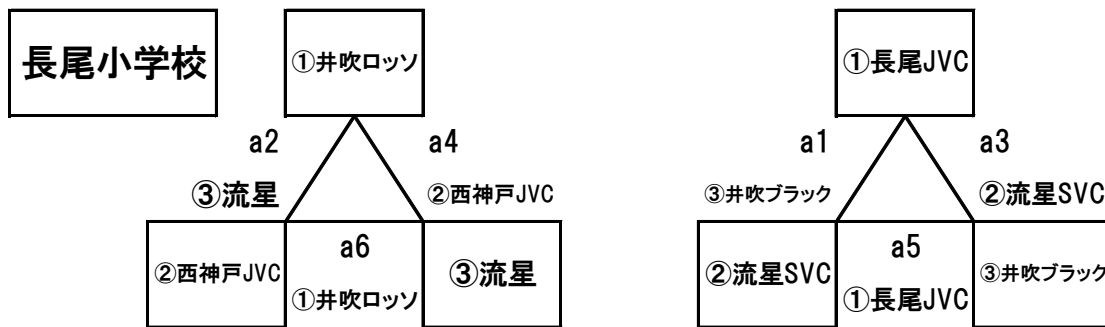 長尾小学校
①井吹ロッソ
a2
a4
③流星
②西神戸JVC
②西神戸JVC
a6
①井吹ロッソ
③流星
①長尾JVC
a1
a3
③井吹ブラック
②流星SVC
②流星SVC
a5
①長尾JVC
③井吹ブラック